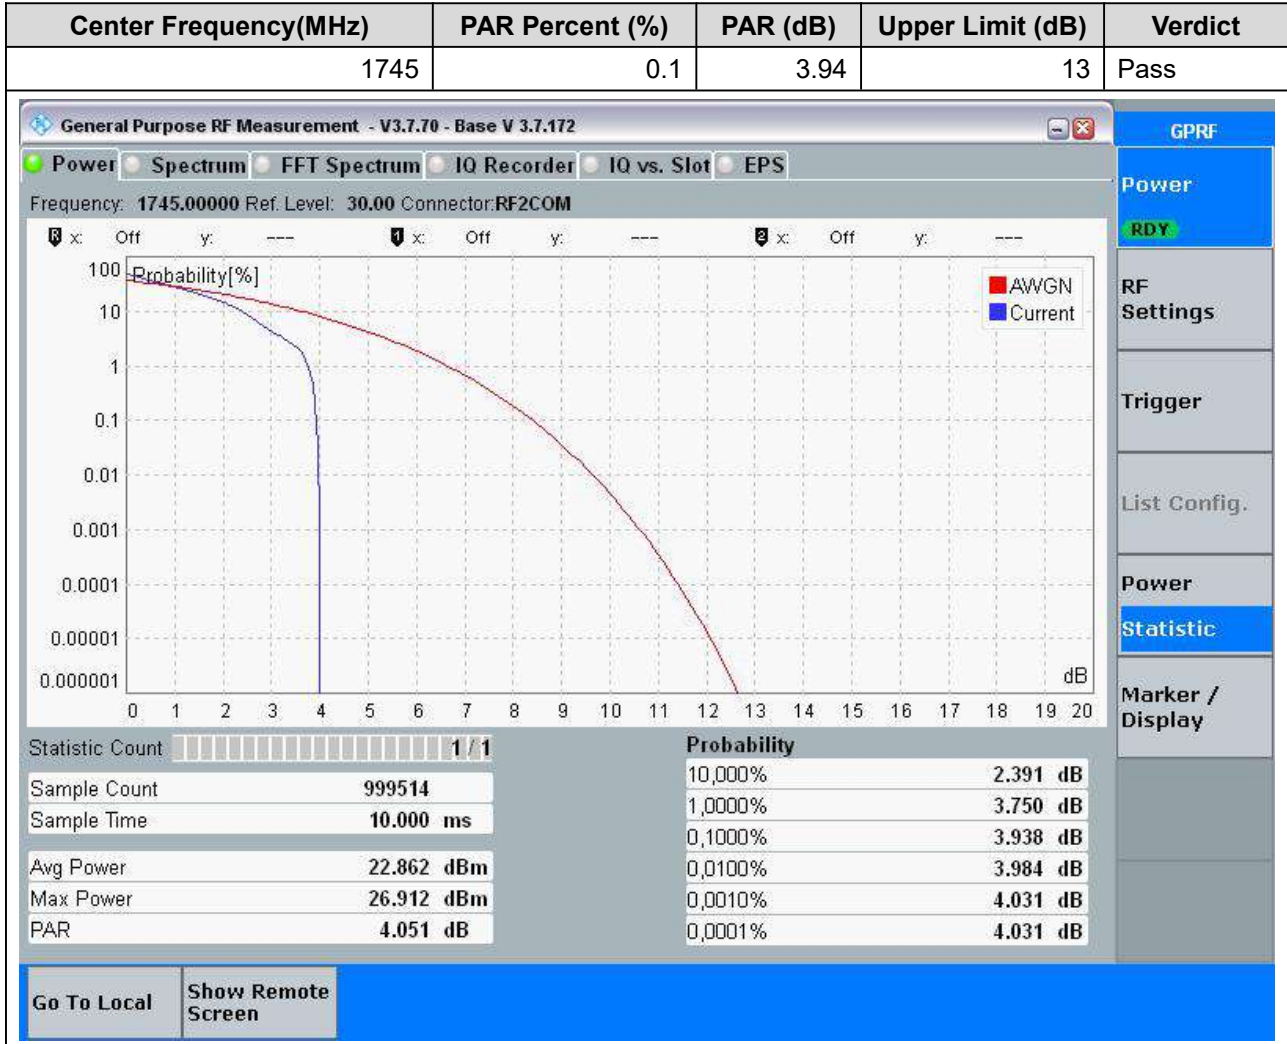 Center Frequency(MHz) PAR Percent (%) PAR (dB) Upper Limit (dB) Verdict
1745 0.1 3.94 13 Pass
General Purpose RF Measurement - V3.7.70 - Base V 3.7.172
GPRF
Power Spectrum FFT Spectrum IQ Recorder IQ vs. Slot EPS
Frequency: 1745.00000 Ref. Level: 30.00 Connector:RF2COM
R x: Off y: --- 1 x: Off y: --- 2 x: Off y: ---
Probability[%]
AWGN
Current
100
10
1
0.1
0.01
0.001
0.0001
0.00001
0.000001
dB
0 1 2 3 4 5 6 7 8 9 10 11 12 13 14 15 16 17 18 19 20
Statistic Count 1 / 1
Sample Count 999514
Sample Time 10.000 ms
Avg Power 22.862 dBm
Max Power 26.912 dBm
PAR 4.051 dB
Probability
10,000% 2.391 dB
1,0000% 3.750 dB
0,1000% 3.938 dB
0,0100% 3.984 dB
0,0010% 4.031 dB
0,0001% 4.031 dB
Power
RDY
RF
Settings
Trigger
List Config.
Power
Statistic
Marker /
Display
Go To Local
Show Remote
Screen